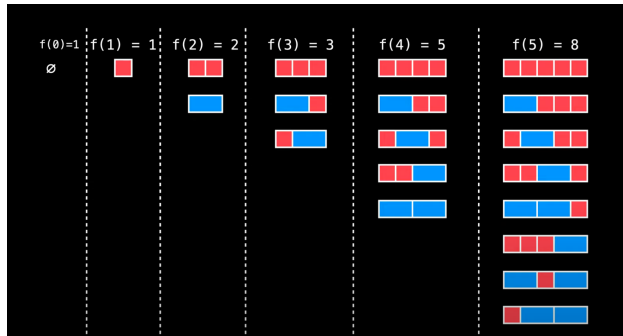 f(0)=1
f(1) = 1
f(2) = 2
f(3) = 3
f(4) = 5
f(5) = 8
∅